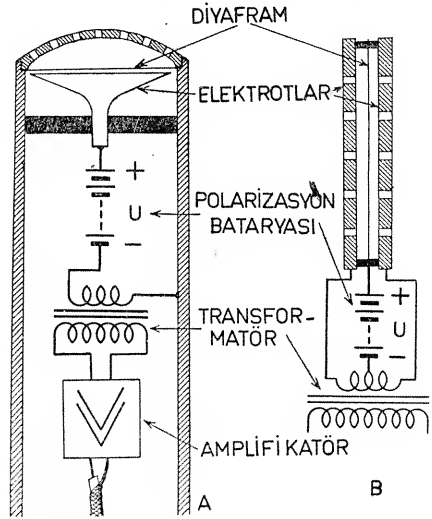 DİYAFRAM
ELEKTROTLAR
+
U
−
POLARİZASYON
BATARYASI
+
U
−
TRANSFOR-
MATÖR
AMPLİFİKATÖR
A
B